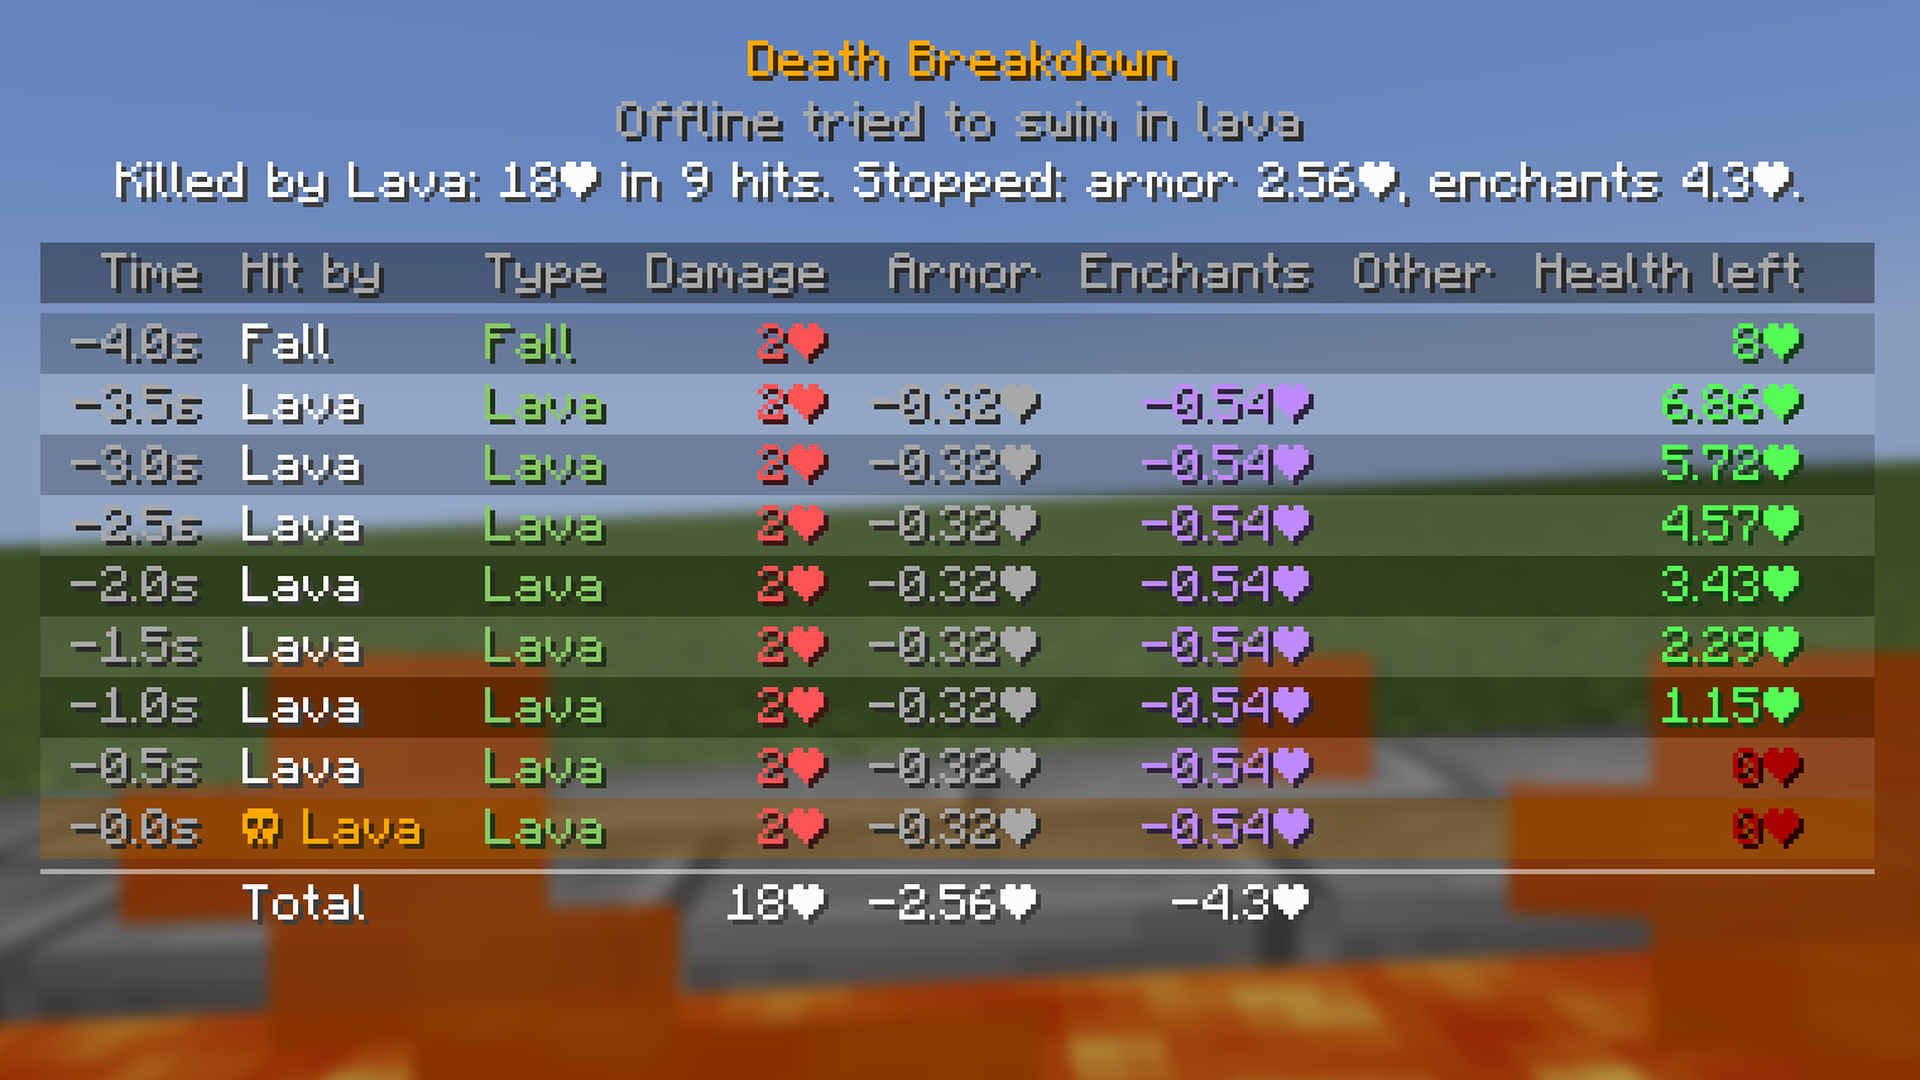 Death Breakdown
Offline tried to swim in lava
Killed by Lava: 18♥ in 9 hits. Stopped: armor 2.56♥, enchants 4.3♥.
Time Hit by Type Damage Armor Enchants Other Health left
-4.0s Fall Fall 2♥ 8♥
-3.5s Lava Lava 2♥ -0.32♥ -0.54♥ 6.86♥
-3.0s Lava Lava 2♥ -0.32♥ -0.54♥ 5.72♥
-2.5s Lava Lava 2♥ -0.32♥ -0.54♥ 4.57♥
-2.0s Lava Lava 2♥ -0.32♥ -0.54♥ 3.43♥
-1.5s Lava Lava 2♥ -0.32♥ -0.54♥ 2.29♥
-1.0s Lava Lava 2♥ -0.32♥ -0.54♥ 1.15♥
-0.5s Lava Lava 2♥ -0.32♥ -0.54♥ 0♥
-0.0s ☠ Lava Lava 2♥ -0.32♥ -0.54♥ 0♥
Total 18♥ -2.56♥ -4.3♥